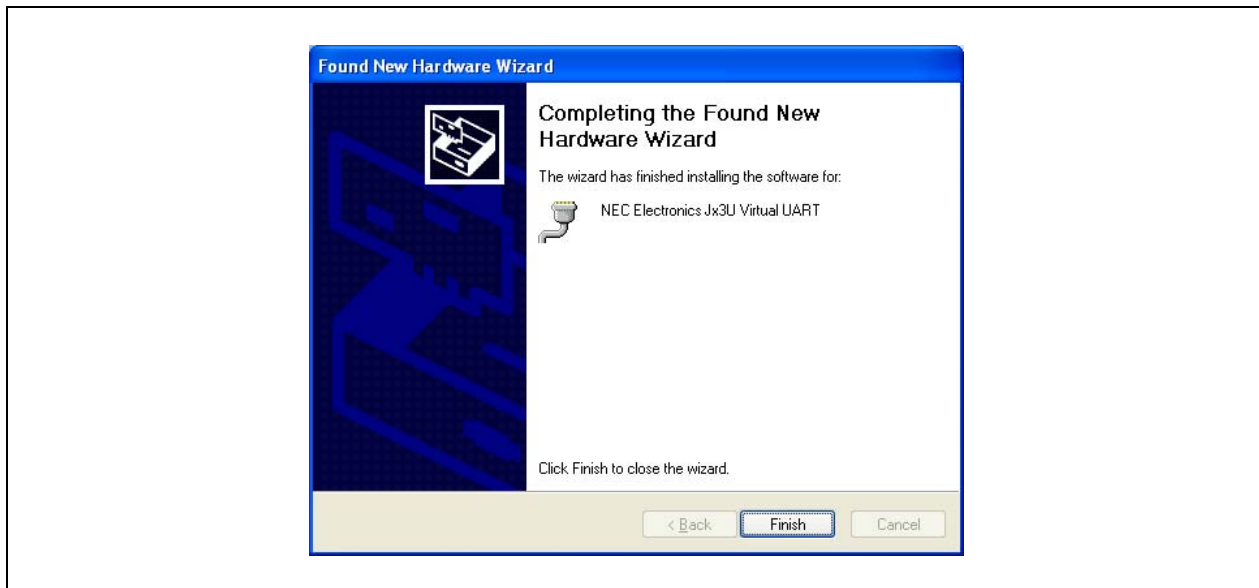 Found New Hardware Wizard
Completing the Found New
Hardware Wizard
The wizard has finished installing the software for:
NEC Electronics Jx3U Virtual UART
Click Finish to close the wizard.
< Back Finish Cancel